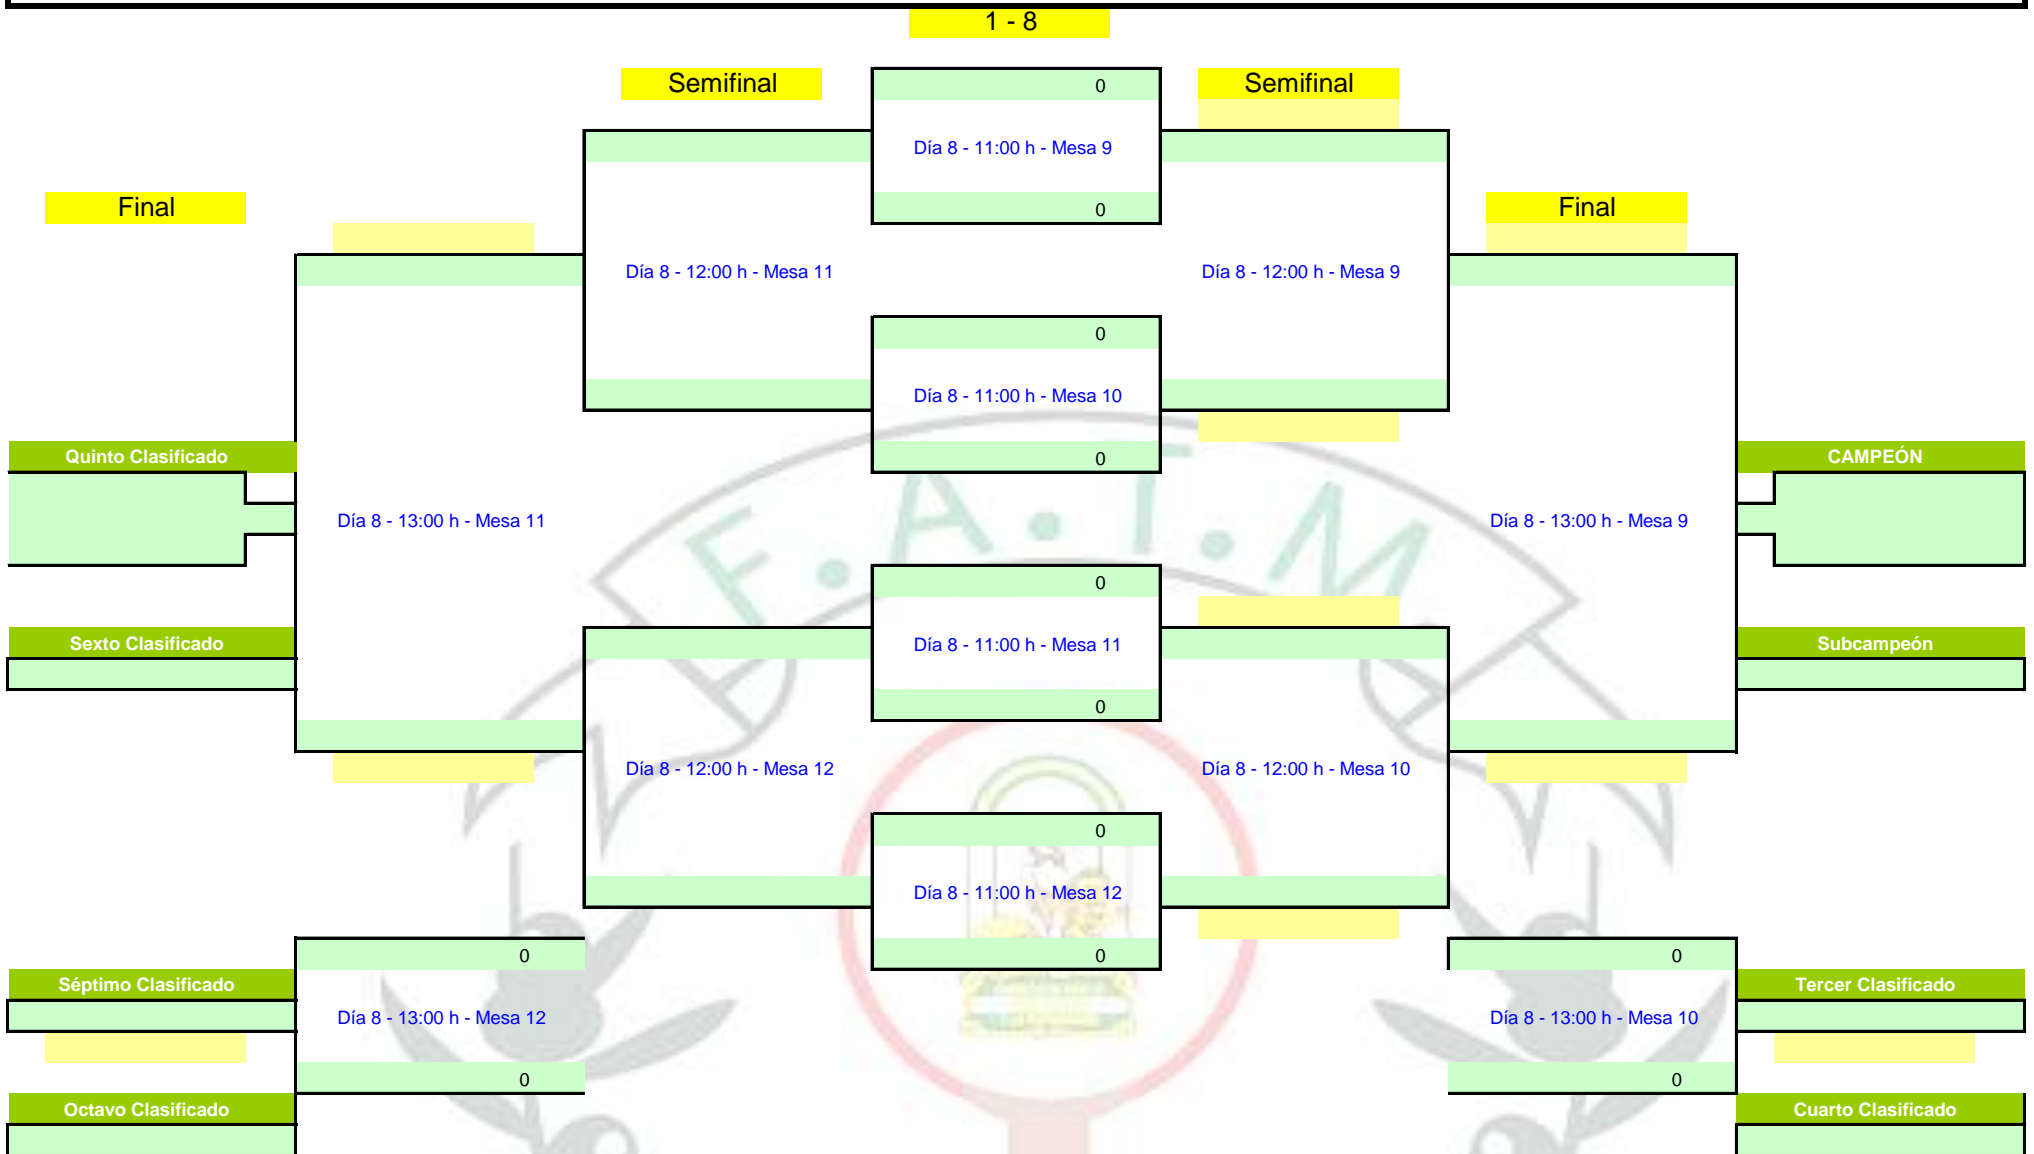 1 - 8
Semifinal 0 Semifinal
Día 8 - 11:00 h - Mesa 9
Final 0 Final
Día 8 - 12:00 h - Mesa 11 Día 8 - 12:00 h - Mesa 9
0
Día 8 - 11:00 h - Mesa 10
Quinto Clasificado 0 CAMPEÓN
F.A.T.M
Día 8 - 13:00 h - Mesa 11 Día 8 - 13:00 h - Mesa 9
0
Sexto Clasificado Día 8 - 11:00 h - Mesa 11 Subcampeón
0
Día 8 - 12:00 h - Mesa 12 Día 8 - 12:00 h - Mesa 10
0
Día 8 - 11:00 h - Mesa 12
0 0 0
Séptimo Clasificado Tercer Clasificado
Día 8 - 13:00 h - Mesa 12 Día 8 - 13:00 h - Mesa 10
0 0
Octavo Clasificado Cuarto Clasificado